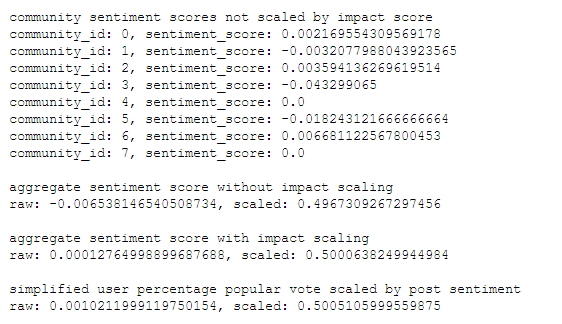 community sentiment scores not scaled by impact score
community_id: 0, sentiment_score: 0.002169554309569178
community_id: 1, sentiment_score: -0.0032077988043923565
community_id: 2, sentiment_score: 0.003594136269619514
community_id: 3, sentiment_score: -0.043299065
community_id: 4, sentiment_score: 0.0
community_id: 5, sentiment_score: -0.018243121666666664
community_id: 6, sentiment_score: 0.006681122567800453
community_id: 7, sentiment_score: 0.0
aggregate sentiment score without impact scaling
raw: -0.006538146540508734, scaled: 0.4967309267297456
aggregate sentiment score with impact scaling
raw: 0.00012764998899687688, scaled: 0.5000638249944984
simplified user percentage popular vote scaled by post sentiment
raw: 0.0010211999119750154, scaled: 0.5005105999559875